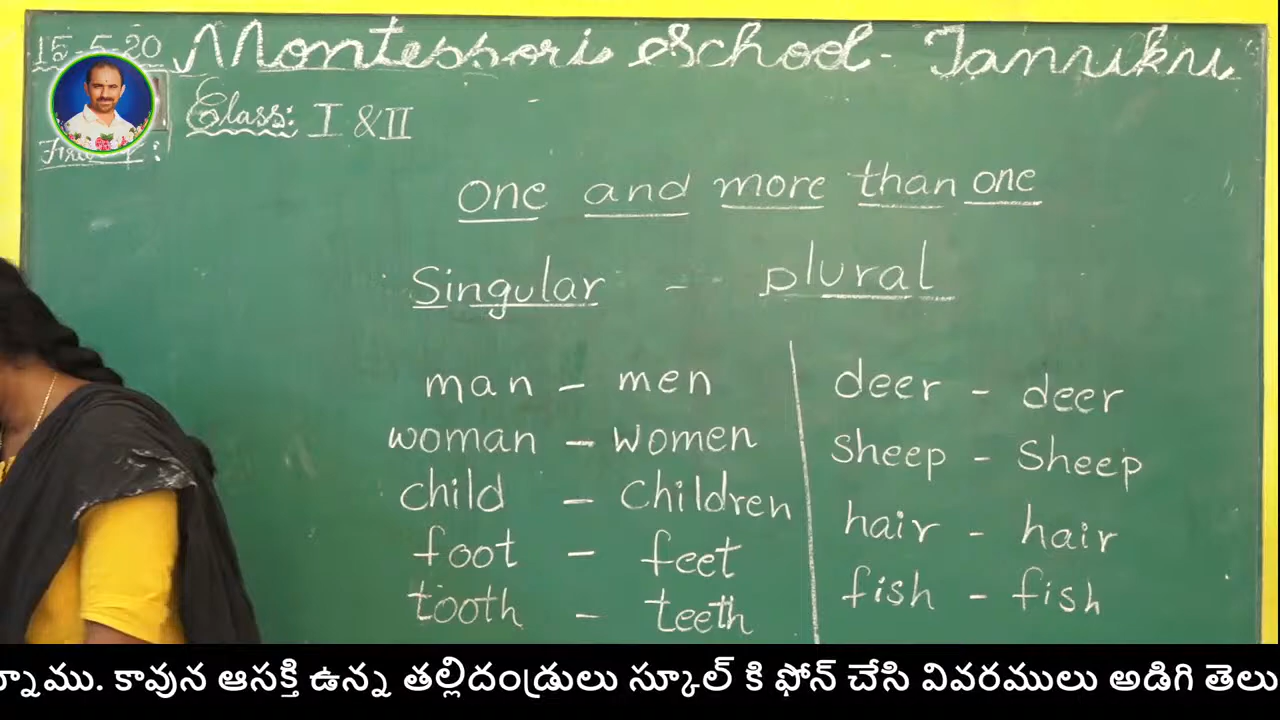 15-5-20 Montessori School - Tanuku
Class: I & II
One and more than one
Singular - plural
man - men
woman - women
child - children
foot - feet
tooth - teeth
deer - deer
sheep - sheep
hair - hair
fish - fish
న్నాము. కావున ఆసక్తి ఉన్న తల్లిదండ్రులు స్కూల్ కి ఫోన్ చేసి వివరములు అడిగి తెలు